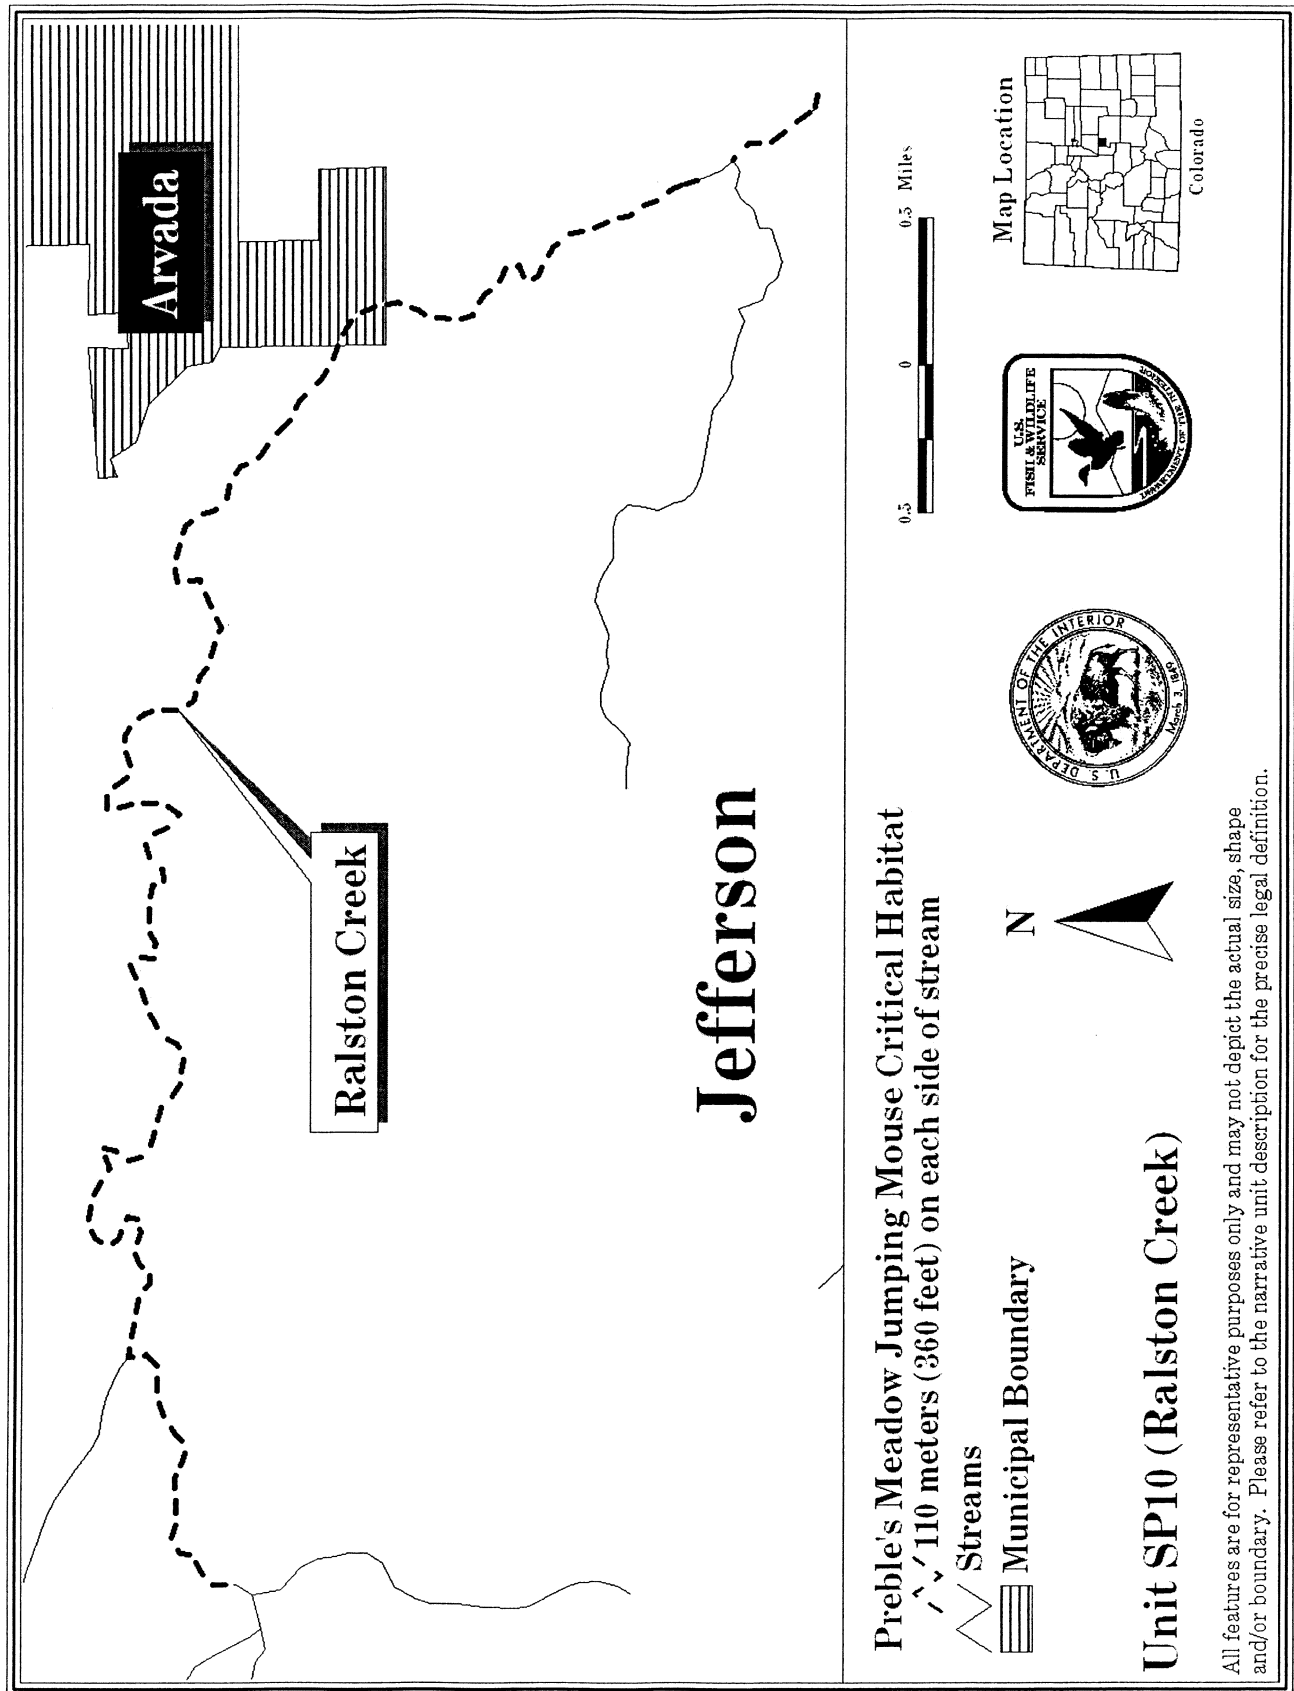 Arvada
Ralston Creek
Jefferson
Preble's Meadow Jumping Mouse Critical Habitat
110 meters (360 feet) on each side of stream
Streams
Municipal Boundary
Unit SP10 (Ralston Creek)
N
0.5 0 0.5 Miles
Map Location
Colorado
U.S. DEPARTMENT OF THE INTERIOR
March 3, 1849
U.S.
FISH & WILDLIFE
SERVICE
DEPARTMENT OF THE INTERIOR
All features are for representative purposes only and may not depict the actual size, shape
and/or boundary. Please refer to the narrative unit description for the precise legal definition.